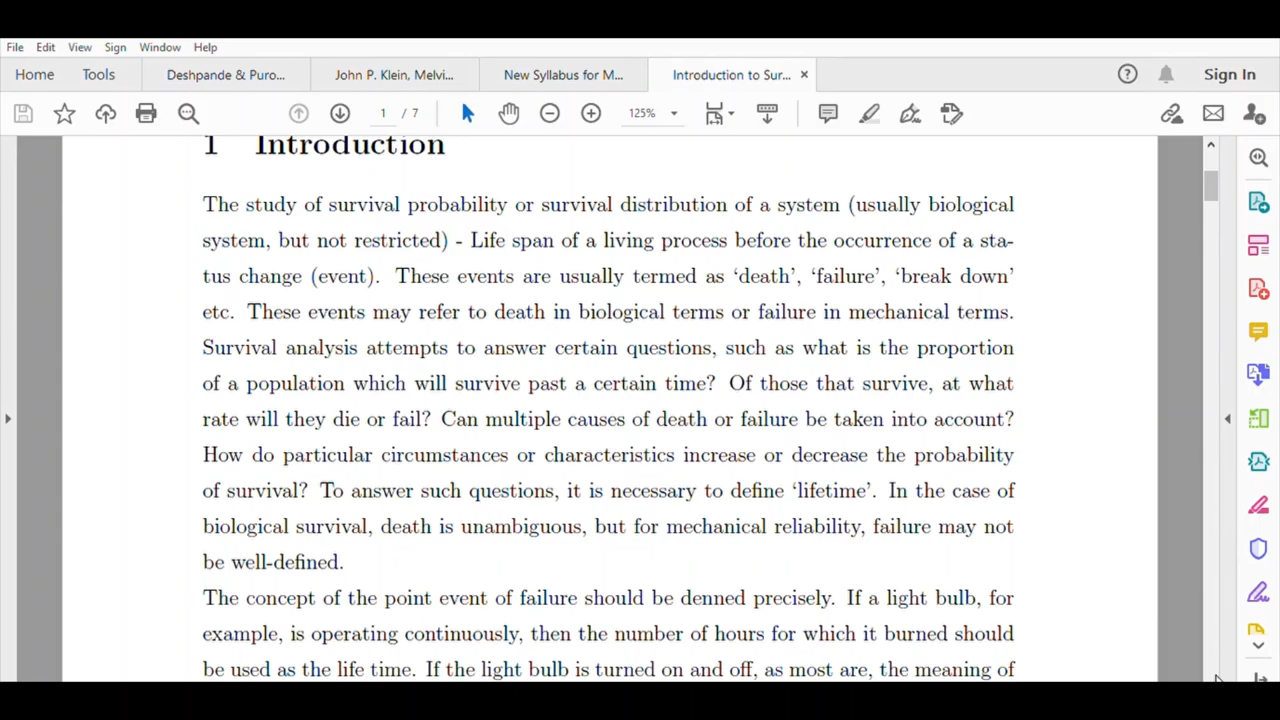 File Edit View Sign Window Help
Home Tools Deshpande & Puro... John P. Klein, Melvi... New Syllabus for M... Introduction to Sur... × Sign In
1 / 7 125%
1 Introduction
The study of survival probability or survival distribution of a system (usually biological
system, but not restricted) - Life span of a living process before the occurrence of a sta-
tus change (event). These events are usually termed as ‘death’, ‘failure’, ‘break down’
etc. These events may refer to death in biological terms or failure in mechanical terms.
Survival analysis attempts to answer certain questions, such as what is the proportion
of a population which will survive past a certain time? Of those that survive, at what
rate will they die or fail? Can multiple causes of death or failure be taken into account?
How do particular circumstances or characteristics increase or decrease the probability
of survival? To answer such questions, it is necessary to define ‘lifetime’. In the case of
biological survival, death is unambiguous, but for mechanical reliability, failure may not
be well-defined.
The concept of the point event of failure should be denned precisely. If a light bulb, for
example, is operating continuously, then the number of hours for which it burned should
be used as the life time. If the light bulb is turned on and off, as most are, the meaning of